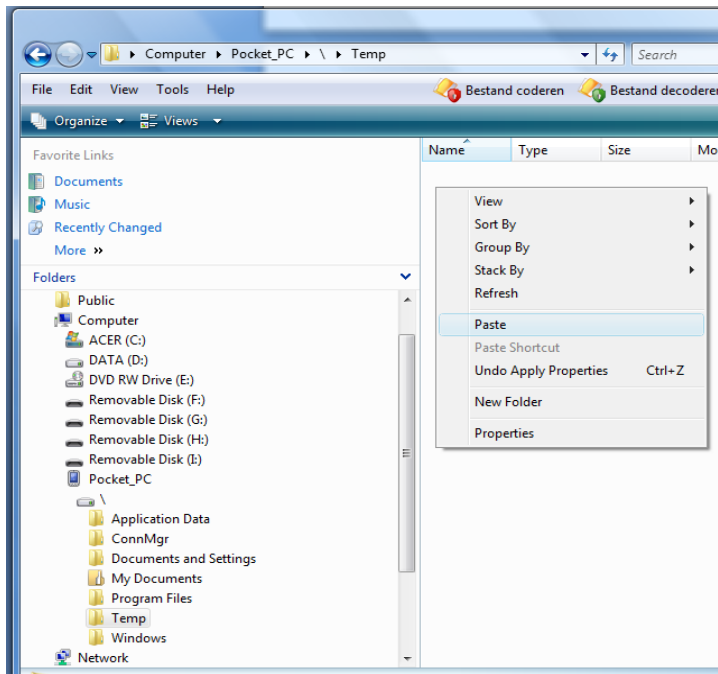 Computer Pocket_PC \ Temp Search
File Edit View Tools Help Bestand coderen Bestand decoderen
Organize Views
Favorite Links
Documents
Music
Recently Changed
More »
Folders
Public
Computer
ACER (C:)
DATA (D:)
DVD RW Drive (E:)
Removable Disk (F:)
Removable Disk (G:)
Removable Disk (H:)
Removable Disk (I:)
Pocket_PC
\
Application Data
ConnMgr
Documents and Settings
My Documents
Program Files
Temp
Windows
Network
Name Type Size Mo
View
Sort By
Group By
Stack By
Refresh
Paste
Paste Shortcut
Undo Apply Properties Ctrl+Z
New Folder
Properties